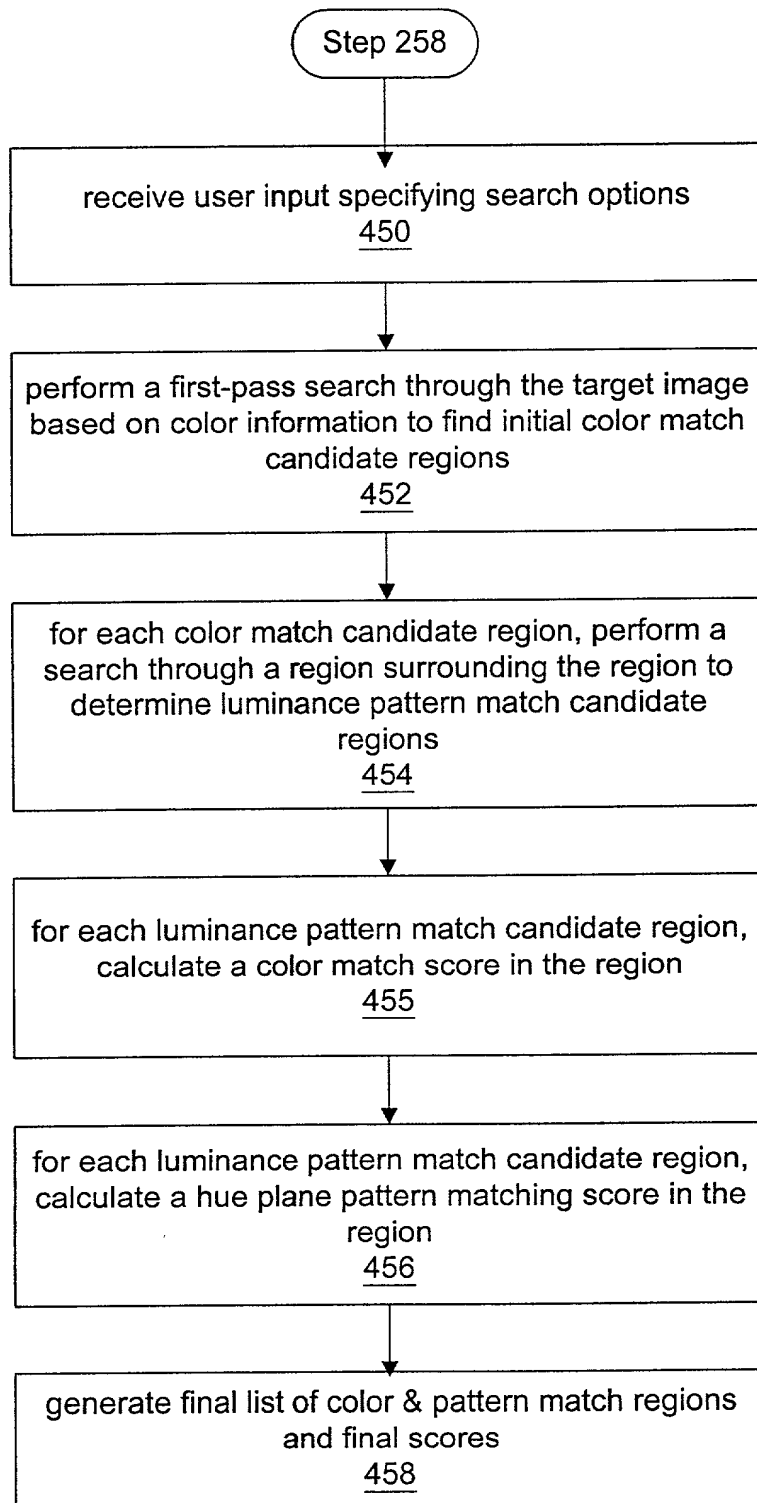 Step 258
receive user input specifying search options
450
perform a first-pass search through the target image
based on color information to find initial color match
candidate regions
452
for each color match candidate region, perform a
search through a region surrounding the region to
determine luminance pattern match candidate
regions
454
for each luminance pattern match candidate region,
calculate a color match score in the region
455
for each luminance pattern match candidate region,
calculate a hue plane pattern matching score in the
region
456
generate final list of color & pattern match regions
and final scores
458